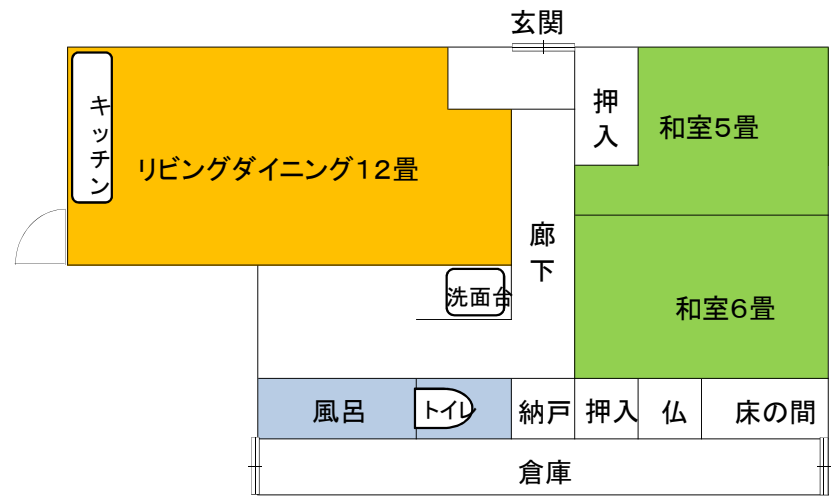 玄関
キッチン
リビングダイニング１２畳
押入
和室５畳
廊下
洗面台
和室６畳
風呂
トイレ
納戸
押入
仏
床の間
倉庫